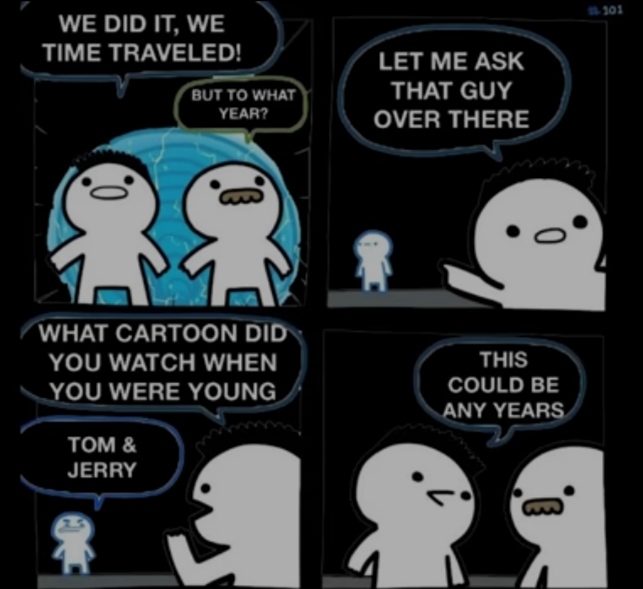 WE DID IT, WE
TIME TRAVELED!
BUT TO WHAT
YEAR?
LET ME ASK
THAT GUY
OVER THERE
WHAT CARTOON DID
YOU WATCH WHEN
YOU WERE YOUNG
TOM &
JERRY
THIS
COULD BE
ANY YEARS